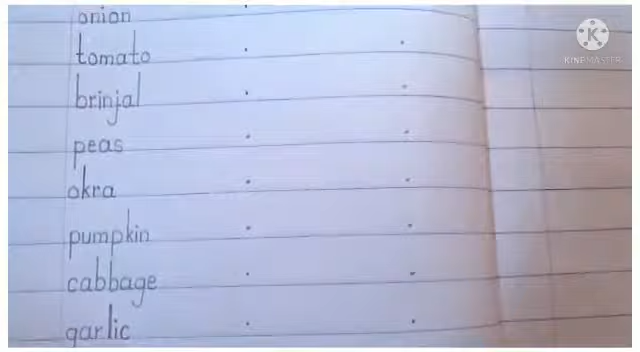 onion
tomato
brinjal
peas
okra
pumpkin
cabbage
garlic
K
KINEMASTER